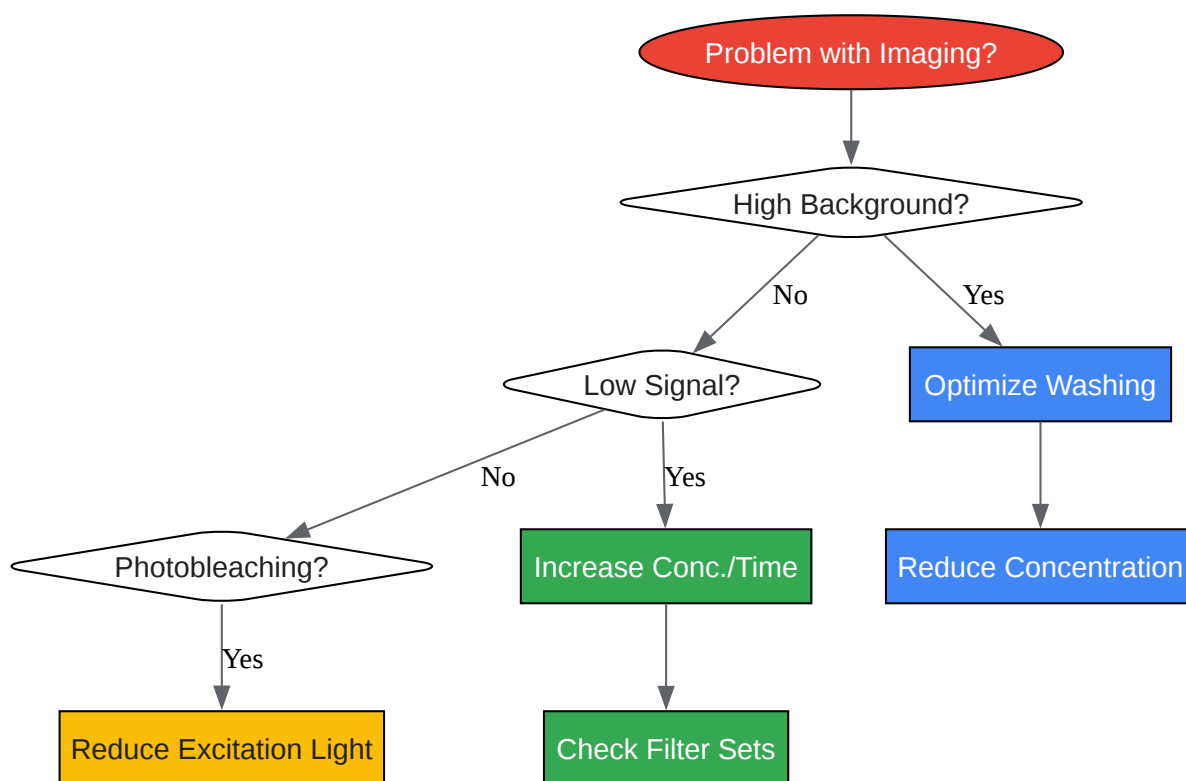 Problem with Imaging?
High Background?
No
Yes
Low Signal?
Optimize Washing
No
Yes
Photobleaching?
Increase Conc./Time
Reduce Concentration
Yes
Reduce Excitation Light
Check Filter Sets